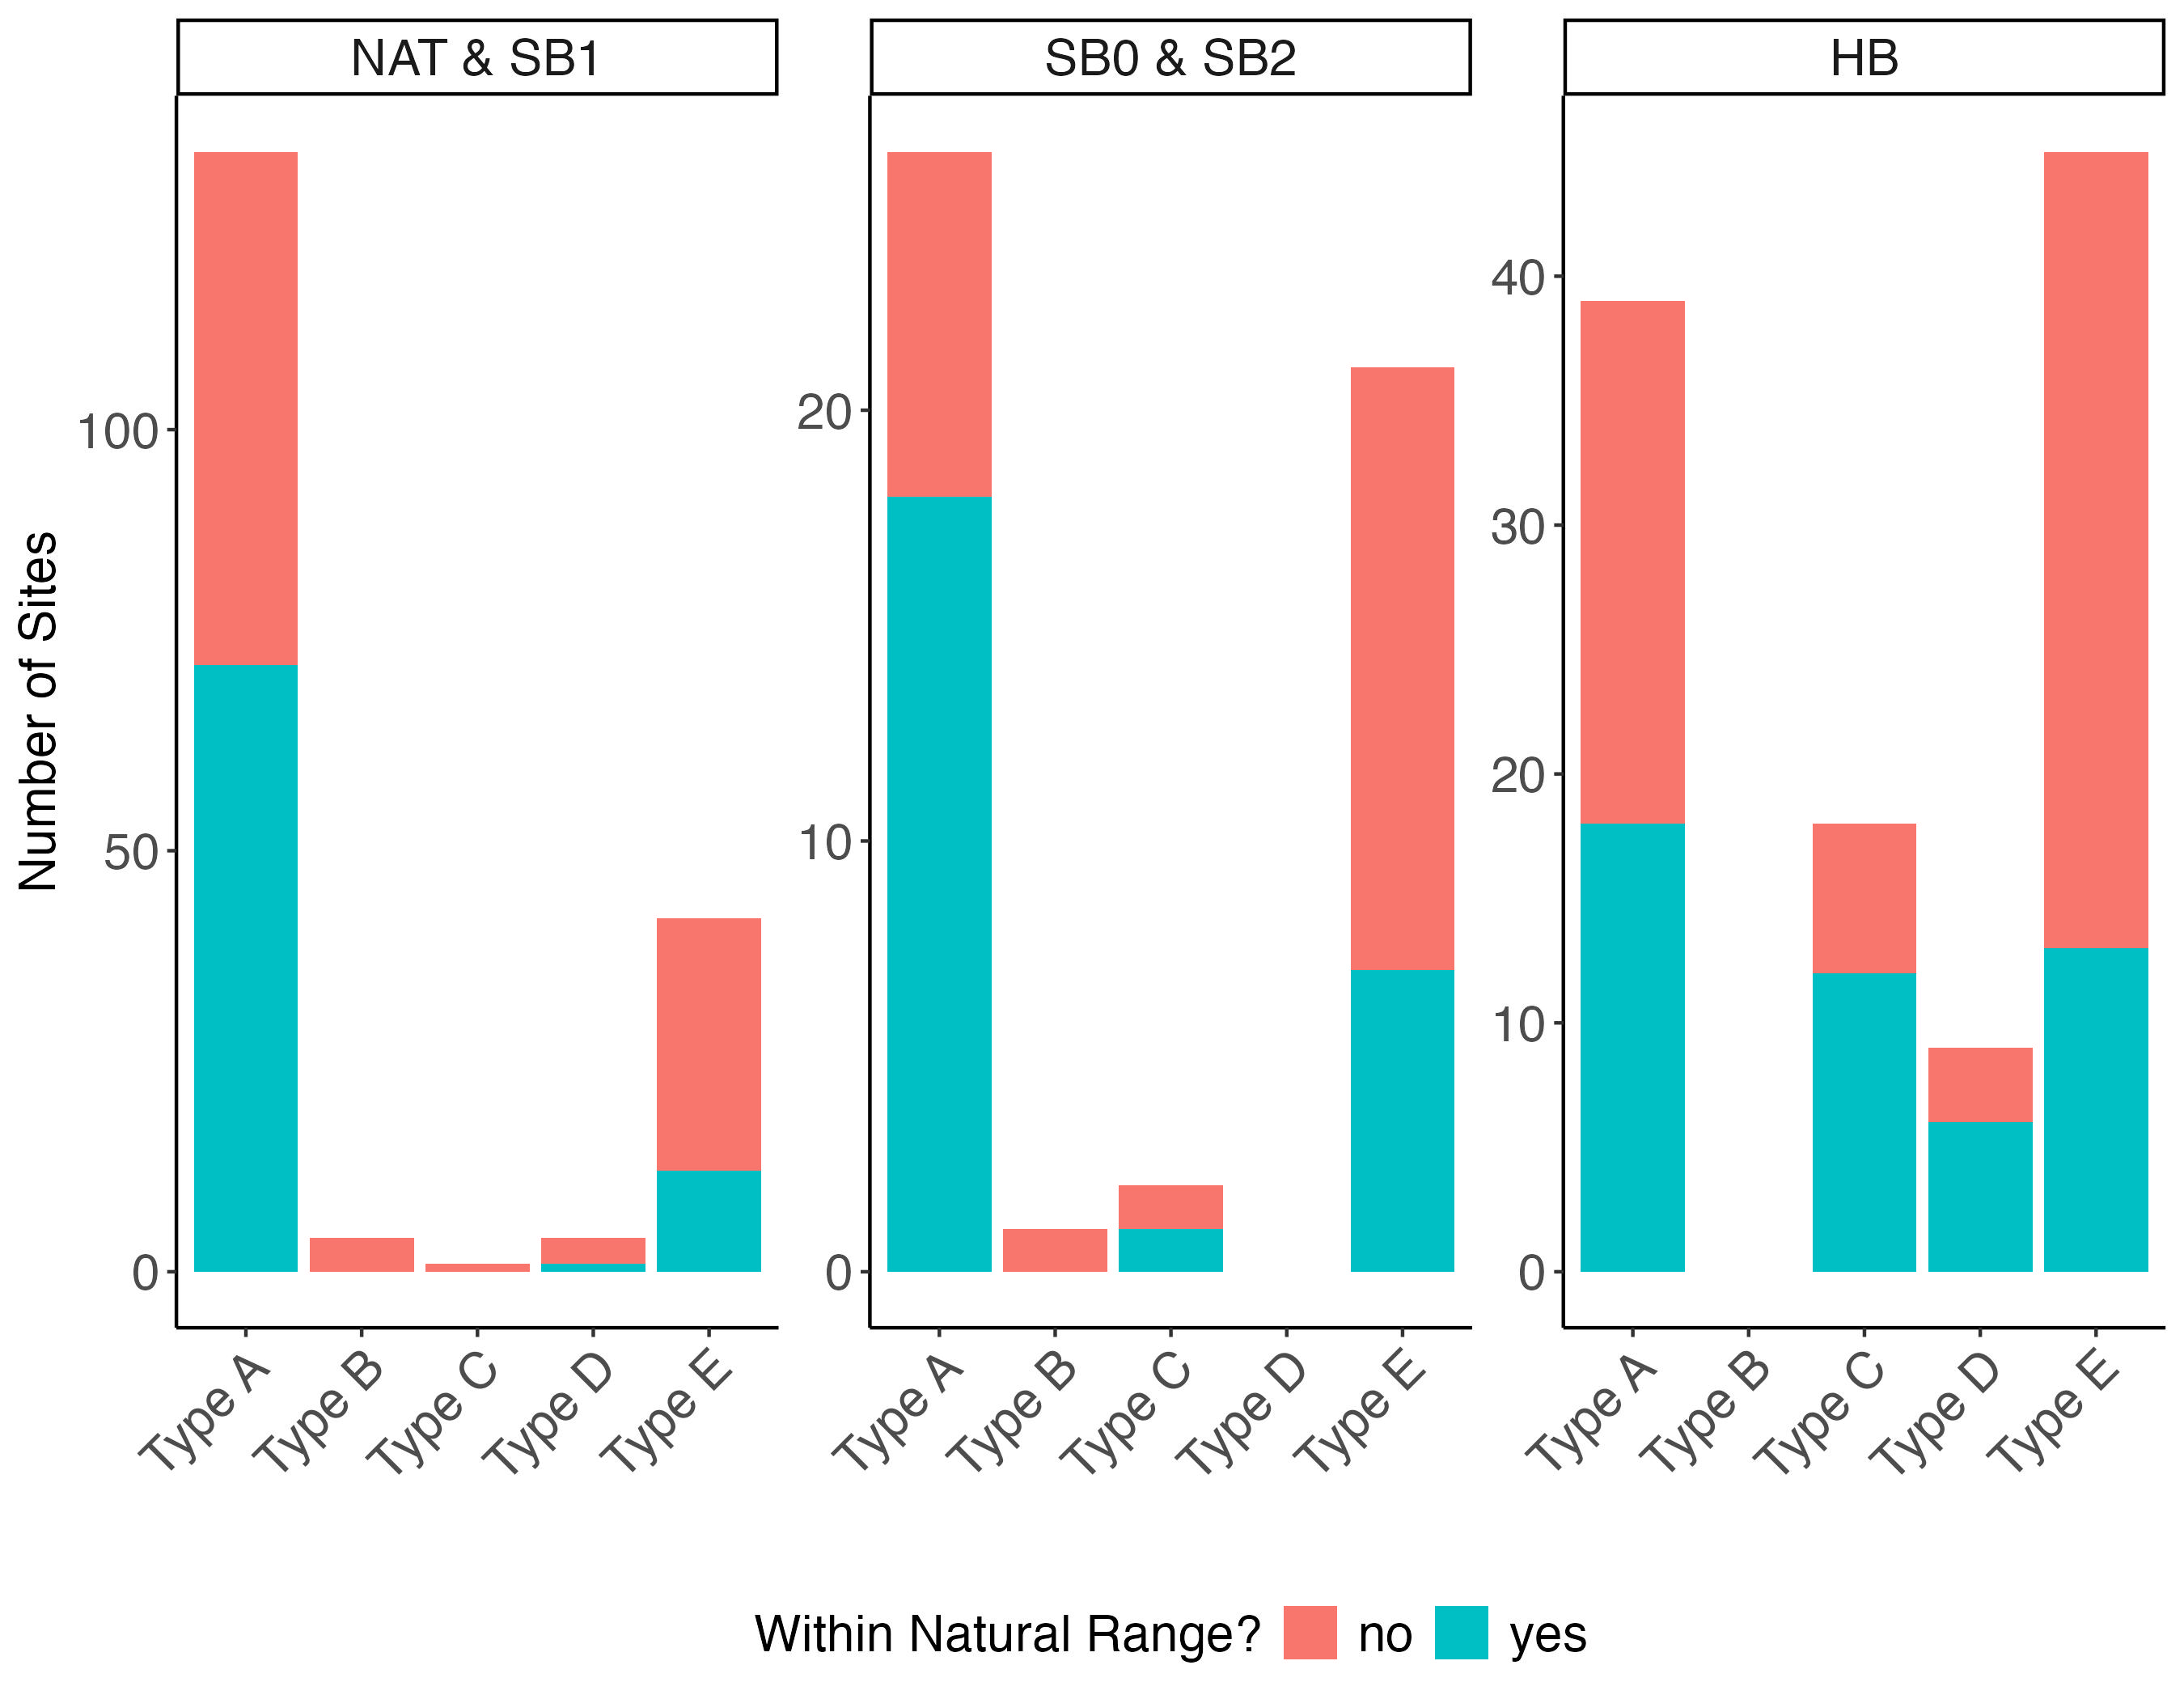 NAT & SB1
SB0 & SB2
HB
Number of Sites
100
50
0
20
10
0
40
30
20
10
0
Type A
Type B
Type C
Type D
Type E
Type A
Type B
Type C
Type D
Type E
Type A
Type B
Type C
Type D
Type E
Within Natural Range? no yes